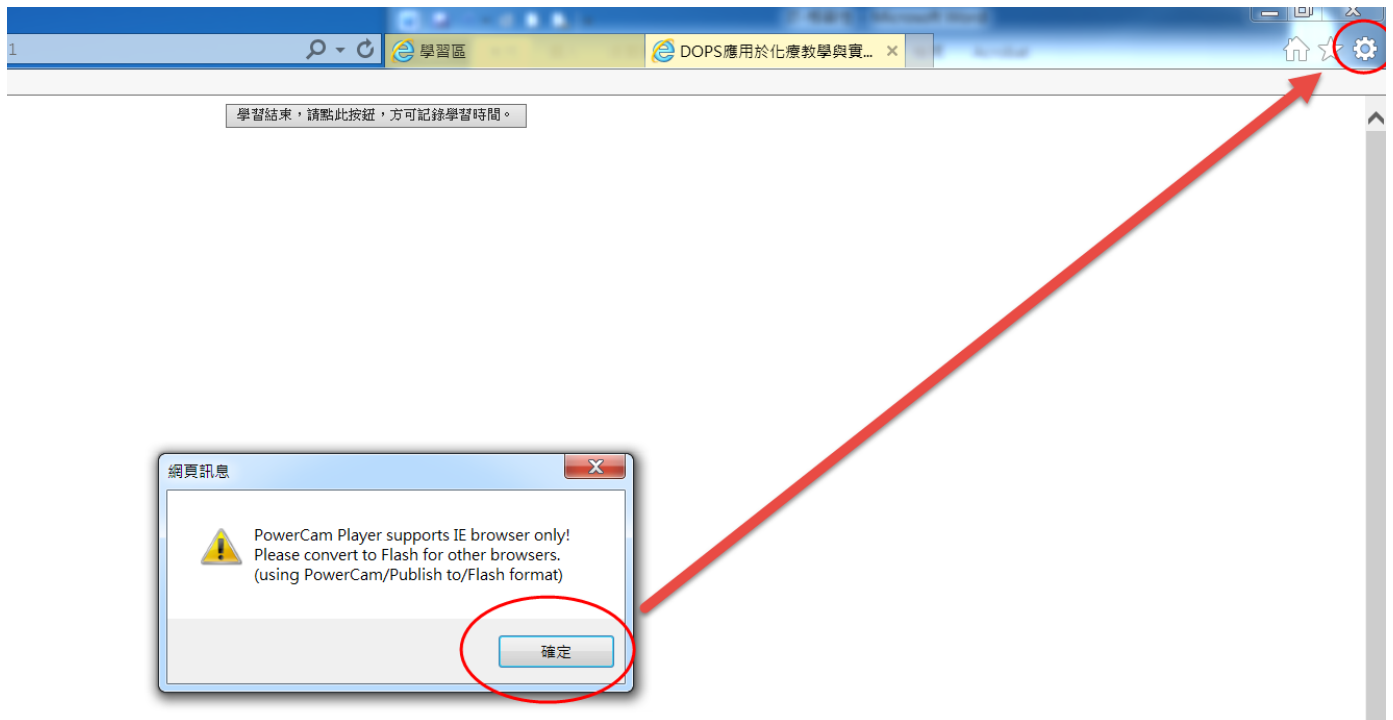 1
學習區
DOPS應用於化療教學與實...
學習結束，請點此按鈕，方可記錄學習時間。
網頁訊息
PowerCam Player supports IE browser only!
Please convert to Flash for other browsers.
(using PowerCam/Publish to/Flash format)
確定